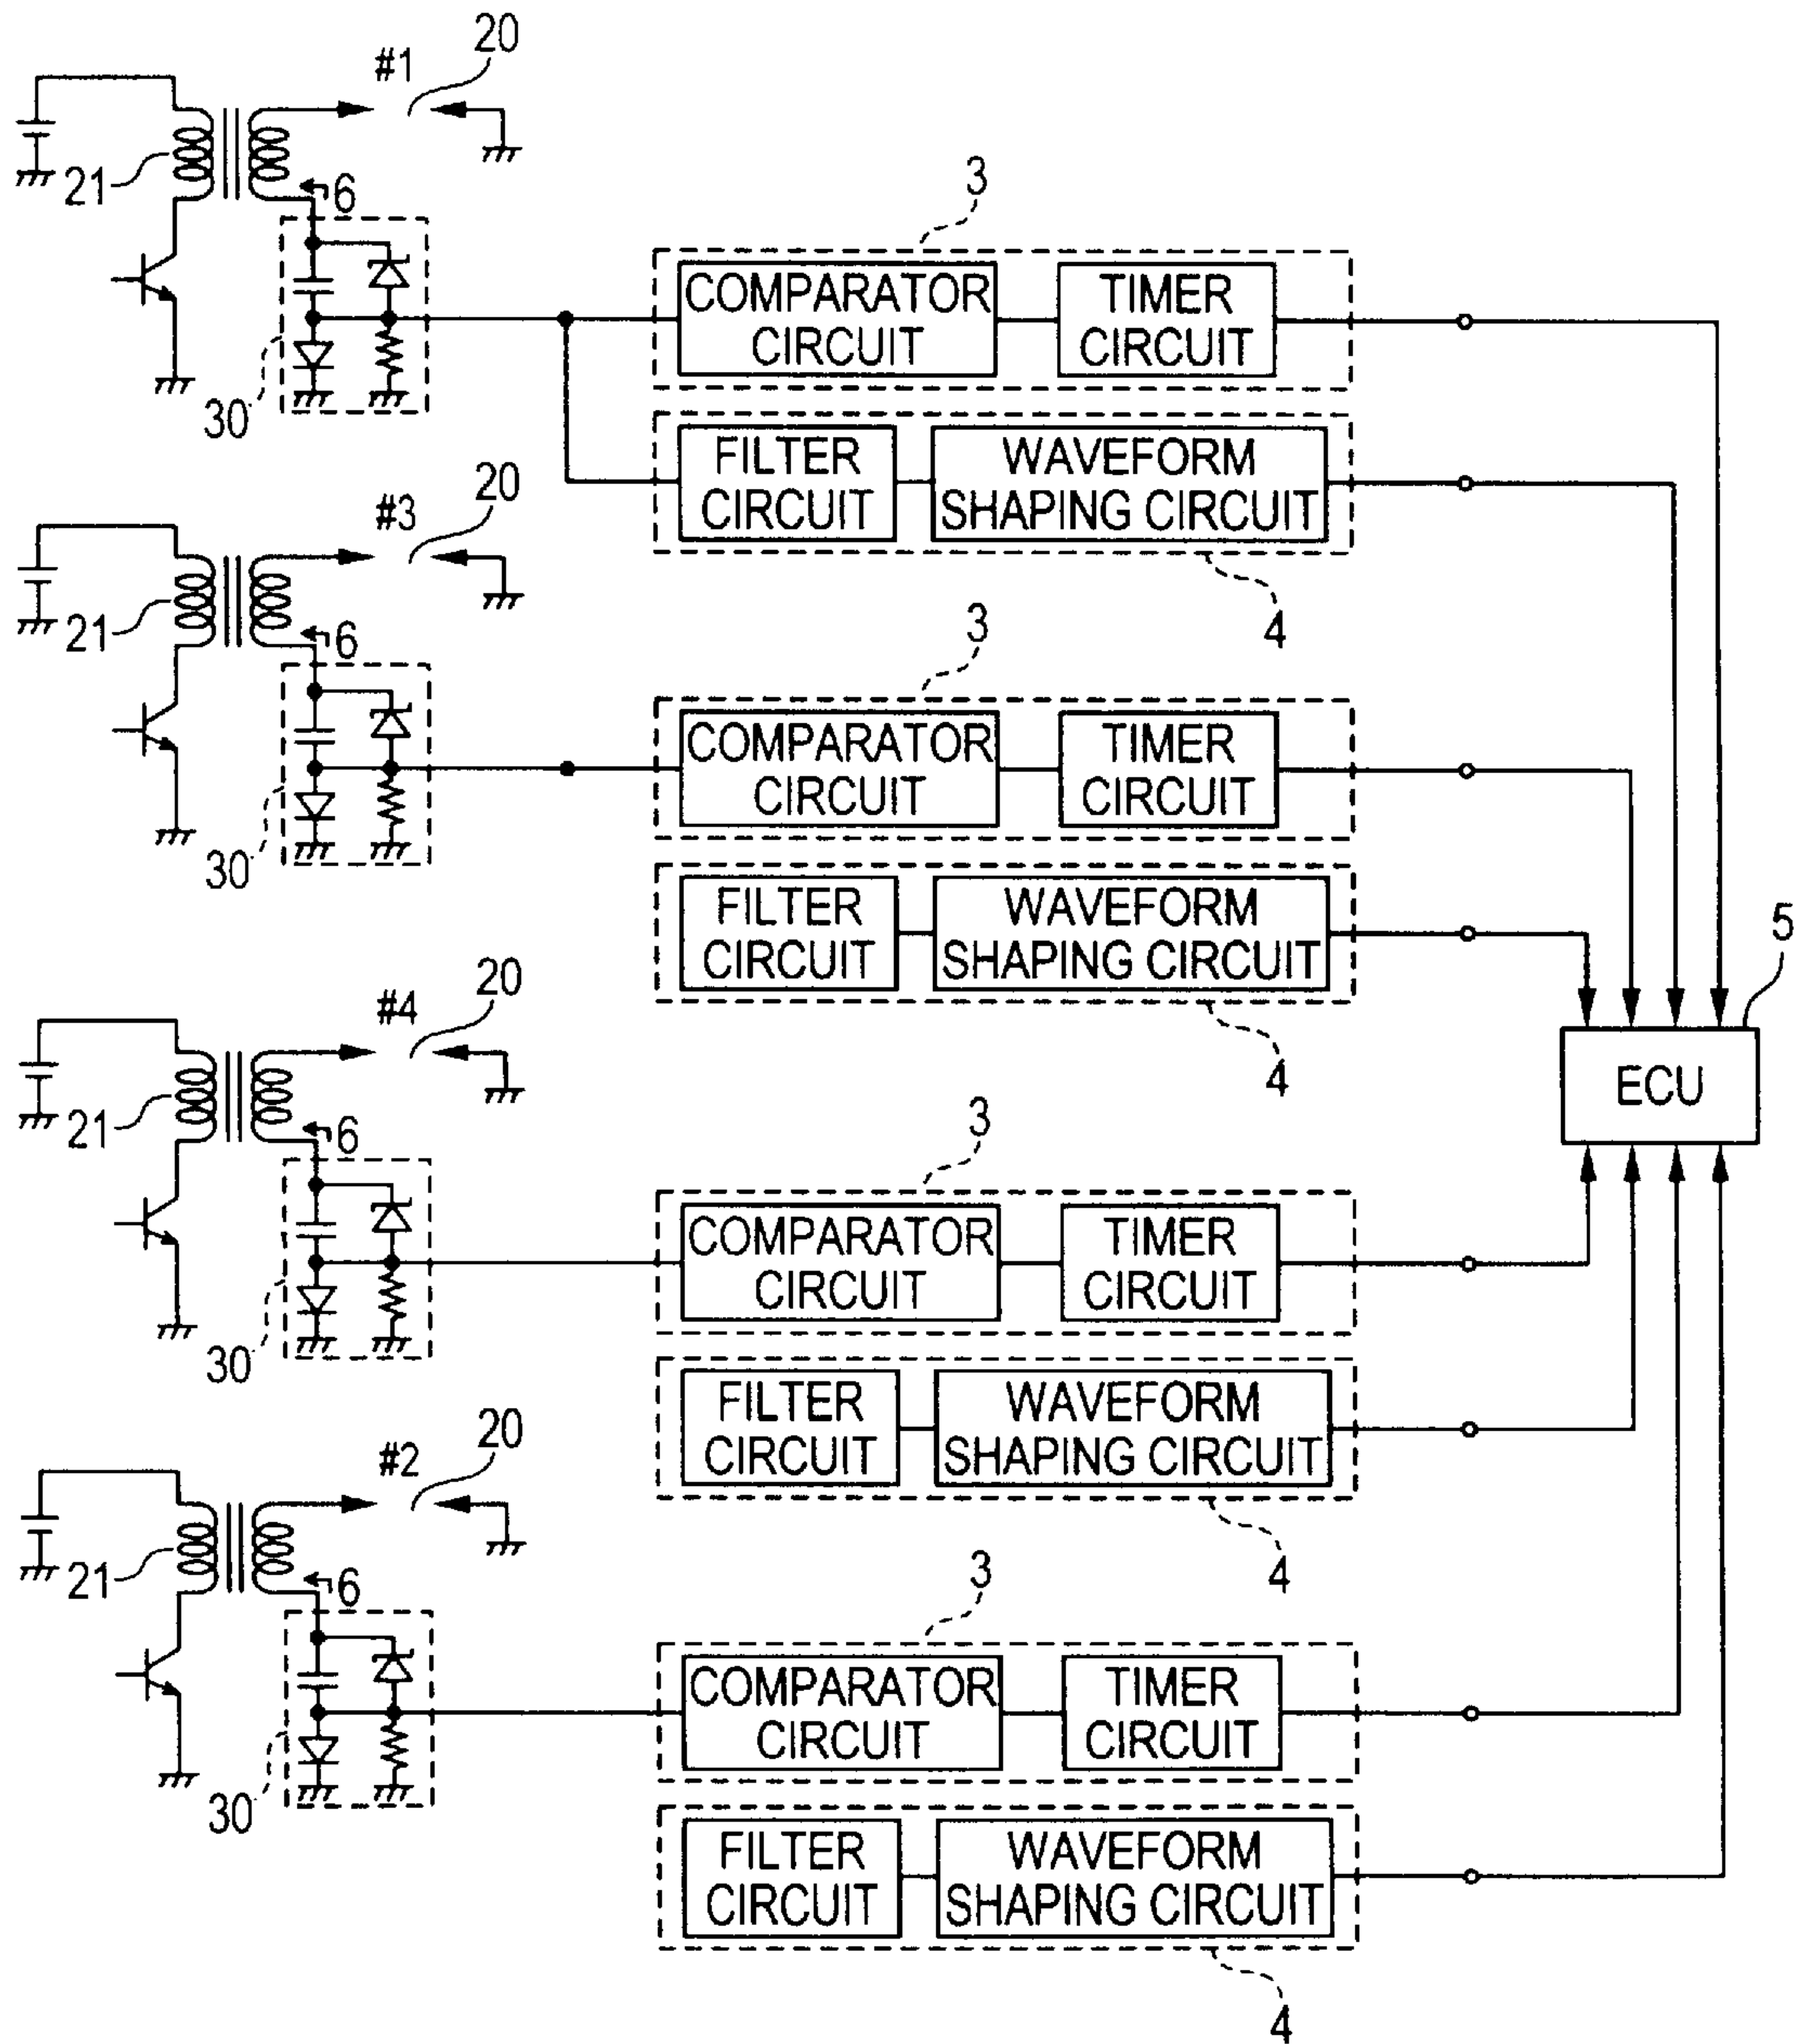 #1
20
21
6
3
COMPARATOR
CIRCUIT
TIMER
CIRCUIT
30
FILTER
CIRCUIT
WAVEFORM
SHAPING CIRCUIT
4
#3
20
21
6
3
COMPARATOR
CIRCUIT
TIMER
CIRCUIT
30
FILTER
CIRCUIT
WAVEFORM
SHAPING CIRCUIT
4
5
ECU
#4
20
21
6
3
COMPARATOR
CIRCUIT
TIMER
CIRCUIT
30
FILTER
CIRCUIT
WAVEFORM
SHAPING CIRCUIT
4
#2
20
21
6
3
COMPARATOR
CIRCUIT
TIMER
CIRCUIT
30
FILTER
CIRCUIT
WAVEFORM
SHAPING CIRCUIT
4